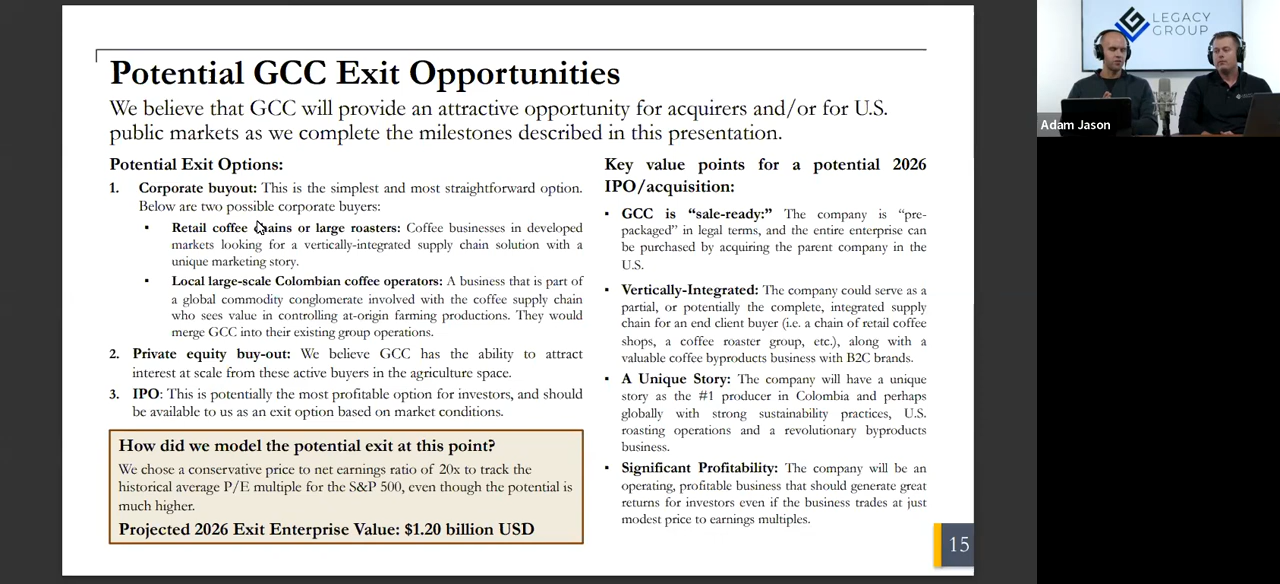 Potential GCC Exit Opportunities
We believe that GCC will provide an attractive opportunity for acquirers and/or for U.S.
public markets as we complete the milestones described in this presentation.
Potential Exit Options:
1. Corporate buyout: This is the simplest and most straightforward option.
Below are two possible corporate buyers:
▪ Retail coffee chains or large roasters: Coffee businesses in developed
markets looking for a vertically-integrated supply chain solution with a
unique marketing story.
▪ Local large-scale Colombian coffee operators: A business that is part of
a global commodity conglomerate involved with the coffee supply chain
who sees value in controlling at-origin farming productions. They would
merge GCC into their existing group operations.
2. Private equity buy-out: We believe GCC has the ability to attract
interest at scale from these active buyers in the agriculture space.
3. IPO: This is potentially the most profitable option for investors, and should
be available to us as an exit option based on market conditions.
How did we model the potential exit at this point?
We chose a conservative price to net earnings ratio of 20x to track the
historical average P/E multiple for the S&P 500, even though the potential is
much higher.
Projected 2026 Exit Enterprise Value: $1.20 billion USD
Key value points for a potential 2026
IPO/acquisition:
▪ GCC is “sale-ready:” The company is “pre-
packaged” in legal terms, and the entire enterprise can
be purchased by acquiring the parent company in the
U.S.
▪ Vertically-Integrated: The company could serve as a
partial, or potentially the complete, integrated supply
chain for an end client buyer (i.e. a chain of retail coffee
shops, a coffee roaster group, etc.), along with a
valuable coffee byproducts business with B2C brands.
▪ A Unique Story: The company will have a unique
story as the #1 producer in Colombia and perhaps
globally with strong sustainability practices, U.S.
roasting operations and a revolutionary byproducts
business.
▪ Significant Profitability: The company will be an
operating, profitable business that should generate great
returns for investors even if the business trades at just
modest price to earnings multiples.
15
LEGACY
GROUP
Adam Jason